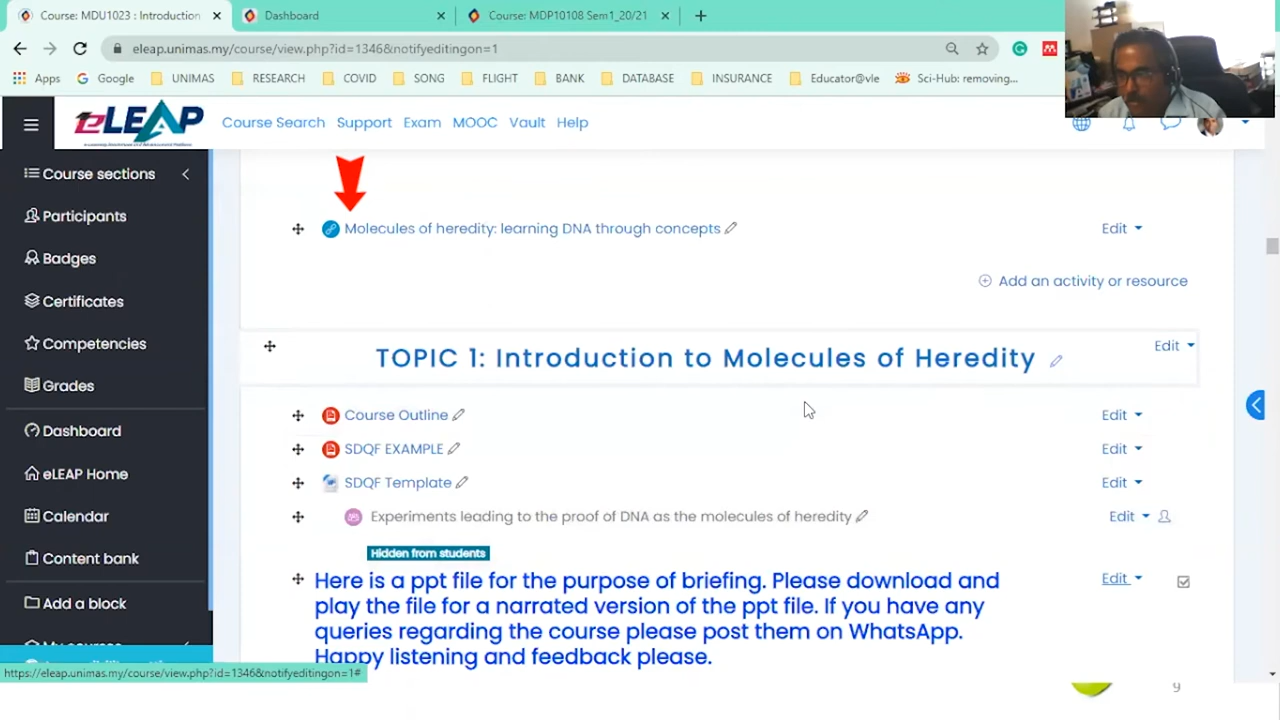 Course: MDU1023 : Introduction
Dashboard
Course: MDP10108 Sem1_20/21
eleap.unimas.my/course/view.php?id=1346&notifyeditingon=1
Apps
Google
UNIMAS
RESEARCH
COVID
SONG
FLIGHT
BANK
DATABASE
INSURANCE
Educator@vle
Sci-Hub: removing...
eLEAP
Course Search
Support
Exam
MOOC
Vault
Help
Course sections
Participants
Badges
Certificates
Competencies
Grades
Dashboard
eLEAP Home
Calendar
Content bank
Add a block
Molecules of heredity: learning DNA through concepts
Edit
Add an activity or resource
TOPIC 1: Introduction to Molecules of Heredity
Edit
Course Outline
Edit
SDQF EXAMPLE
Edit
SDQF Template
Edit
Experiments leading to the proof of DNA as the molecules of heredity
Edit
Hidden from students
Here is a ppt file for the purpose of briefing. Please download and
play the file for a narrated version of the ppt file. If you have any
queries regarding the course please post them on WhatsApp.
Happy listening and feedback please.
Edit
https://eleap.unimas.my/course/view.php?id=1346&notifyeditingon=1#
9